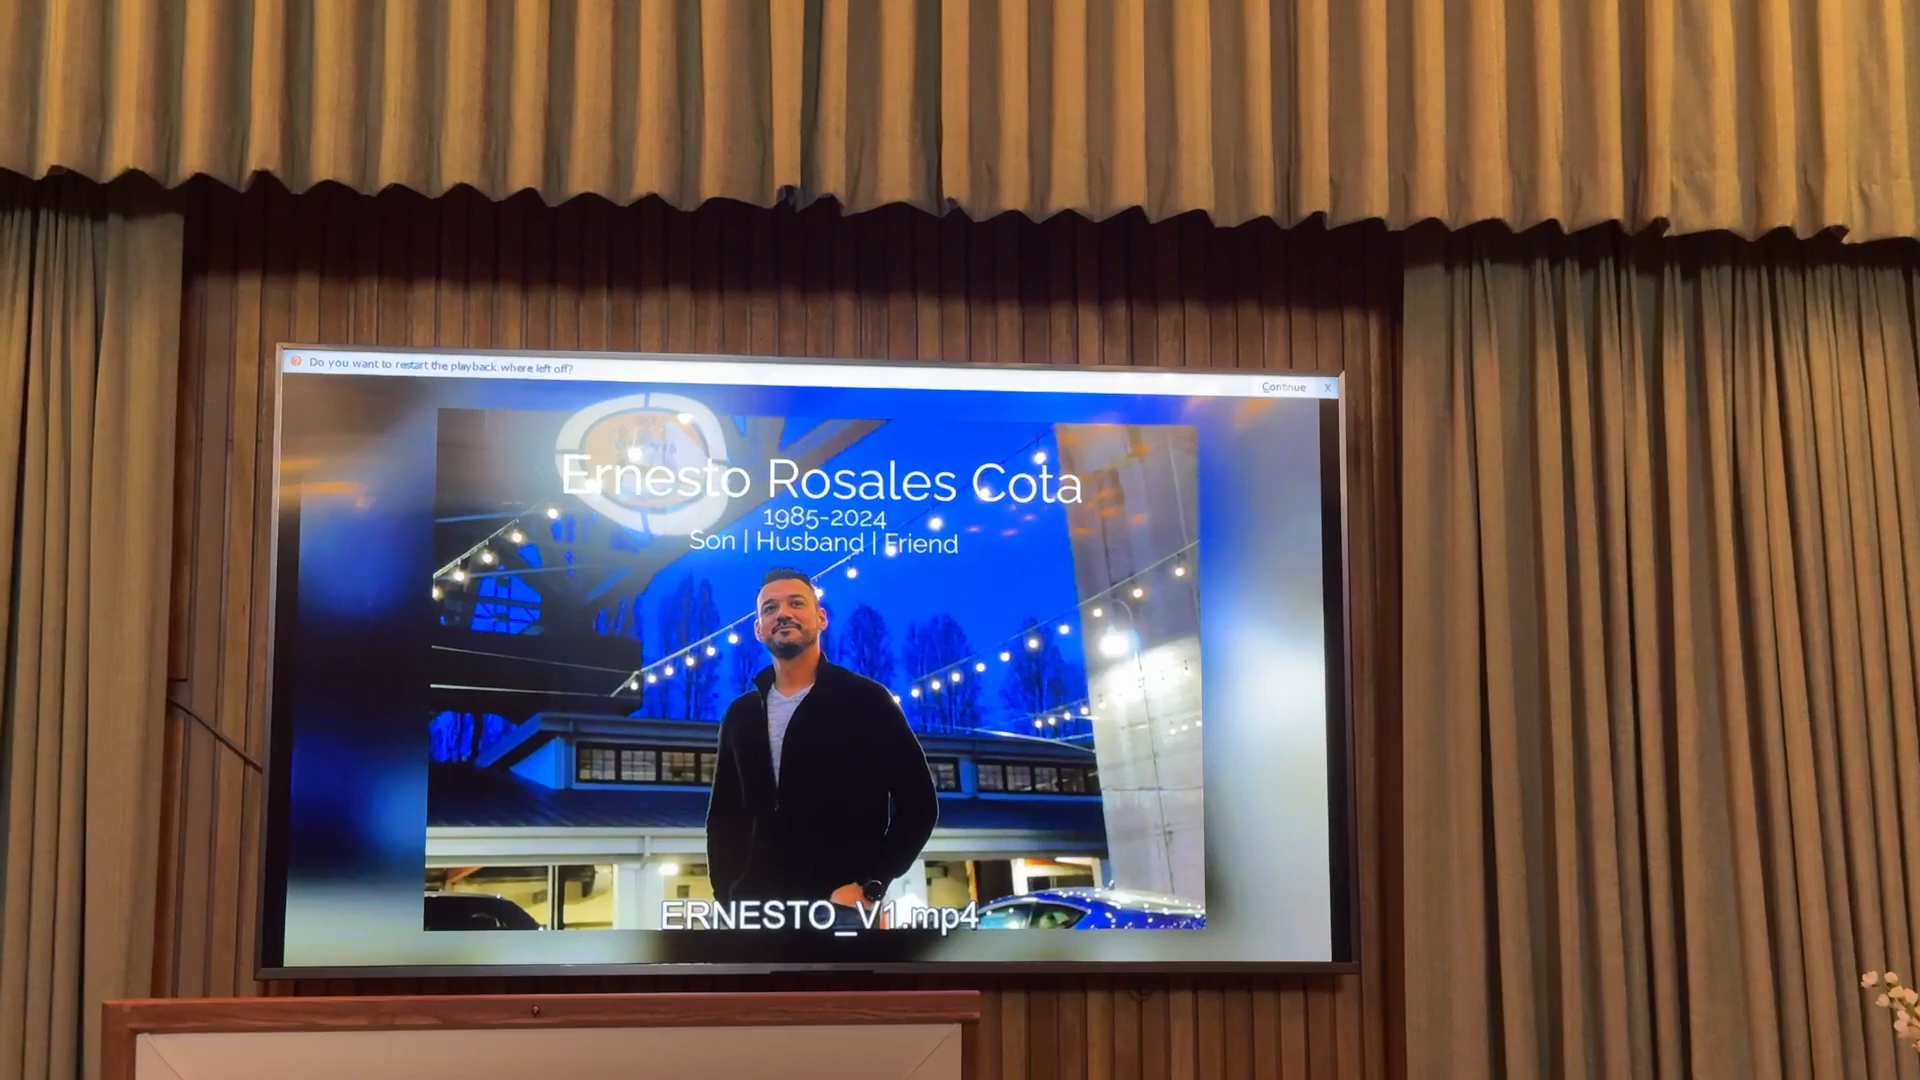 Do you want to restart the playback where left off?
Continue X
Ernesto Rosales Cota
1985-2024
Son | Husband | Friend
ERNESTO_V1.mp4